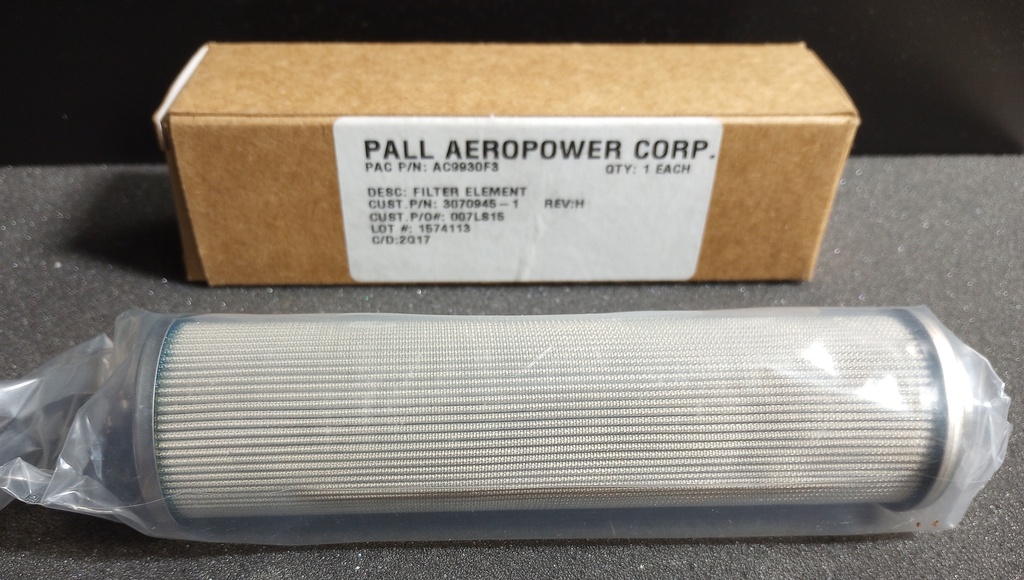 PALL AEROPOWER CORP.
PAC P/N: AC9930F3 QTY: 1 EACH
DESC: FILTER ELEMENT
CUST.P/N: 3070945-1 REV:H
CUST.P/O#: 007LS15
LOT #: 1574113
C/D:2Q17